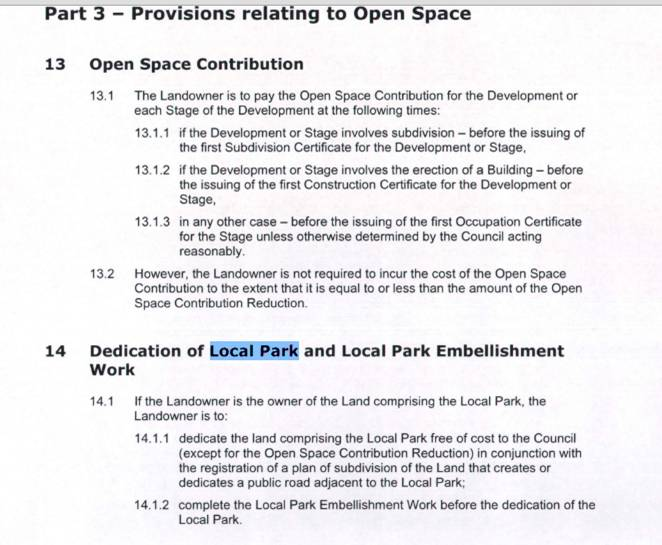 Part 3 – Provisions relating to Open Space
13 Open Space Contribution
13.1 The Landowner is to pay the Open Space Contribution for the Development or
each Stage of the Development at the following times:
13.1.1 if the Development or Stage involves subdivision – before the issuing of
the first Subdivision Certificate for the Development or Stage,
13.1.2 if the Development or Stage involves the erection of a Building – before
the issuing of the first Construction Certificate for the Development or
Stage,
13.1.3 in any other case – before the issuing of the first Occupation Certificate
for the Stage unless otherwise determined by the Council acting
reasonably.
13.2 However, the Landowner is not required to incur the cost of the Open Space
Contribution to the extent that it is equal to or less than the amount of the Open
Space Contribution Reduction.
14 Dedication of Local Park and Local Park Embellishment
Work
14.1 If the Landowner is the owner of the Land comprising the Local Park, the
Landowner is to:
14.1.1 dedicate the land comprising the Local Park free of cost to the Council
(except for the Open Space Contribution Reduction) in conjunction with
the registration of a plan of subdivision of the Land that creates or
dedicates a public road adjacent to the Local Park;
14.1.2 complete the Local Park Embellishment Work before the dedication of the
Local Park.